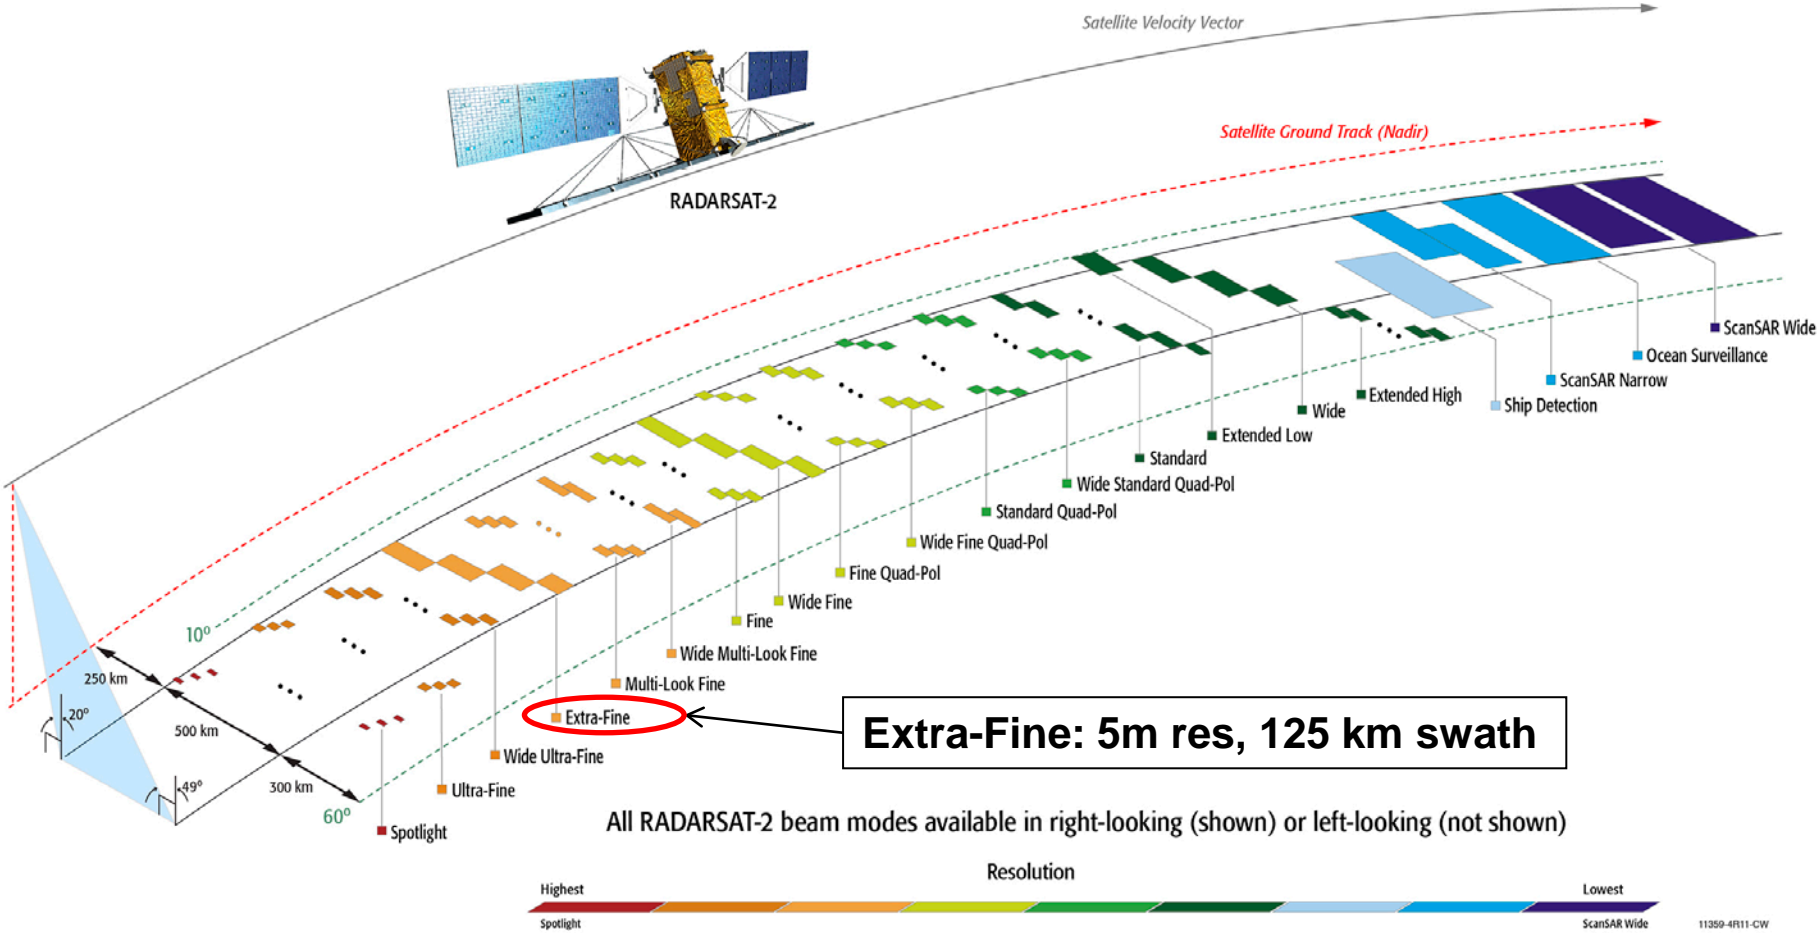 Satellite Velocity Vector
Satellite Ground Track (Nadir)
RADARSAT-2
ScanSAR Wide
Ocean Surveillance
ScanSAR Narrow
Ship Detection
Extended High
Wide
Extended Low
Standard
Wide Standard Quad-Pol
Standard Quad-Pol
Wide Fine Quad-Pol
Fine Quad-Pol
Wide Fine
Fine
Wide Multi-Look Fine
Multi-Look Fine
Extra-Fine
Wide Ultra-Fine
Ultra-Fine
Spotlight
10º
250 km
20º
500 km
49º
300 km
60º
Extra-Fine: 5m res, 125 km swath
All RADARSAT-2 beam modes available in right-looking (shown) or left-looking (not shown)
Resolution
Highest
Lowest
Spotlight
ScanSAR Wide
11359-4R11-CW